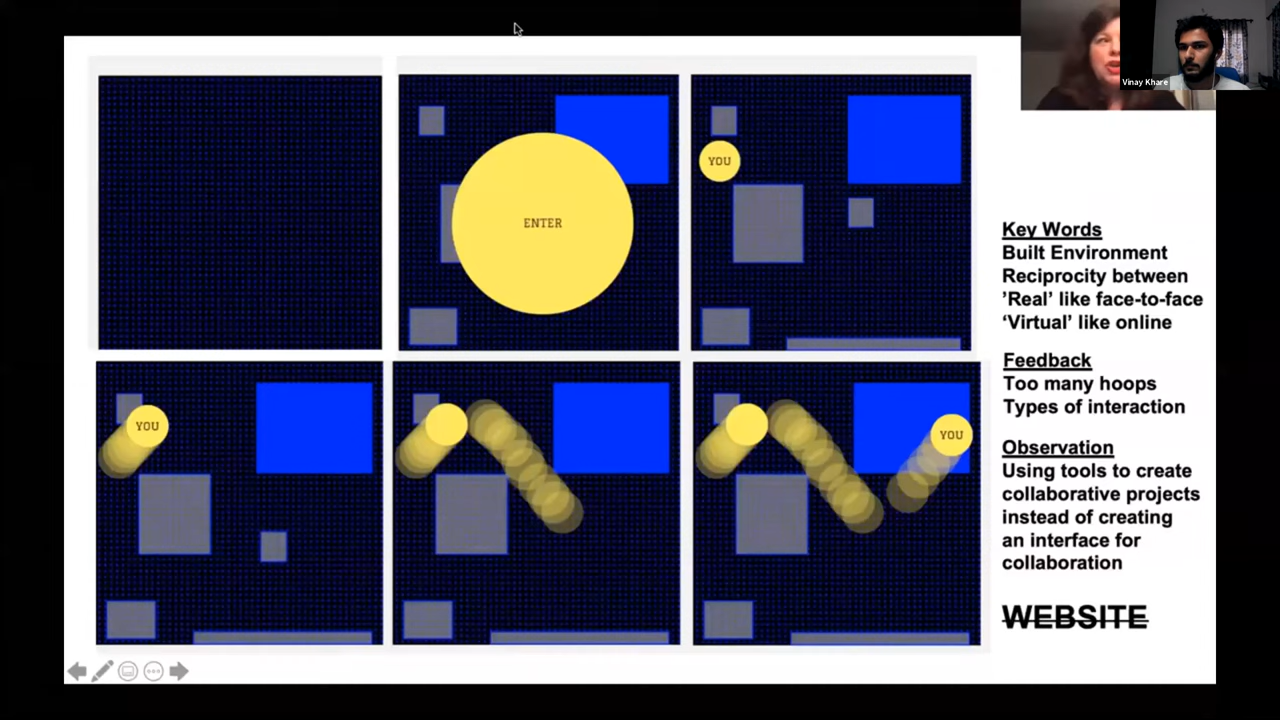 Vinay Khare
ENTER
YOU
YOU
YOU
Key Words
Built Environment
Reciprocity between
’Real’ like face-to-face
‘Virtual’ like online
Feedback
Too many hoops
Types of interaction
Observation
Using tools to create
collaborative projects
instead of creating
an interface for
collaboration
WEBSITE